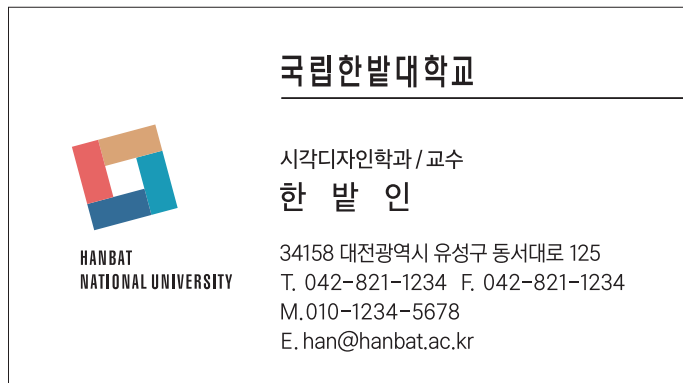 국립한밭대학교
시각디자인학과 / 교수
한 밭 인
34158 대전광역시 유성구 동서대로 125
T. 042-821-1234 F. 042-821-1234
M.010-1234-5678
E. han@hanbat.ac.kr
HANBAT
NATIONAL UNIVERSITY